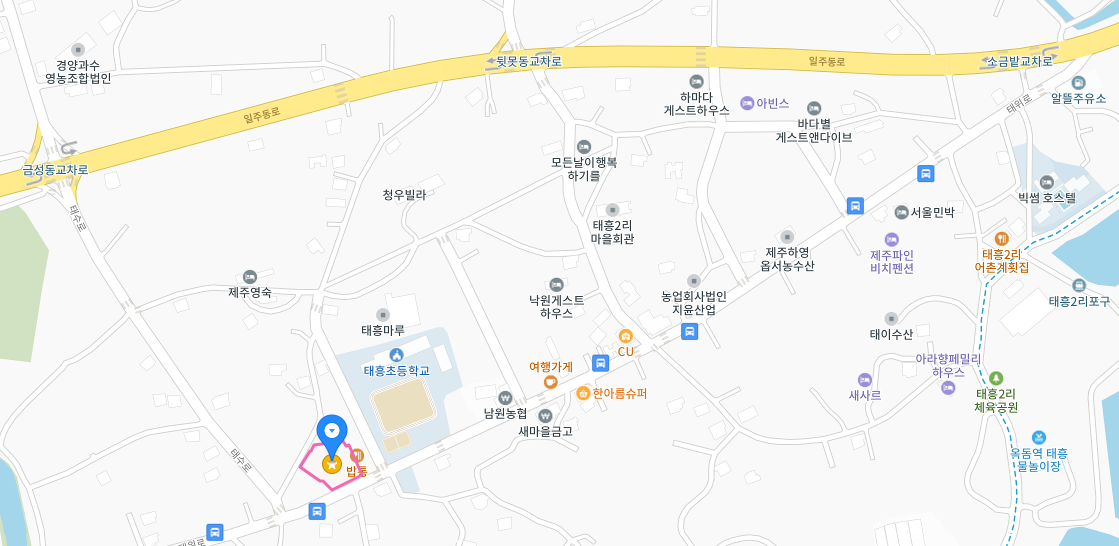 뒷못동교차로
소금밭교차로
일주동로
경양과수
영농조합법인
하마다
게스트하우스
아빈스
알뜰주유소
태위로
바다별
게스트앤다이브
일주동로
모든날이행복
하기를
금성동교차로
청우빌라
빅썸 호스텔
태수로
태흥2리
마을회관
서울민박
제주하영
옵서농수산
제주파인
비치펜션
태흥2리
어촌계횟집
제주영숙
낙원게스트
하우스
농업회사법인
지윤산업
태흥2리포구
태흥마루
태이수산
CU
태흥초등학교
여행가게
아라향페밀리
하우스
한아름슈퍼
새사르
태흥2리
체육공원
남원농협
새마을금고
태수로
밥통
옥돔역 태흥
물놀이장
태위로